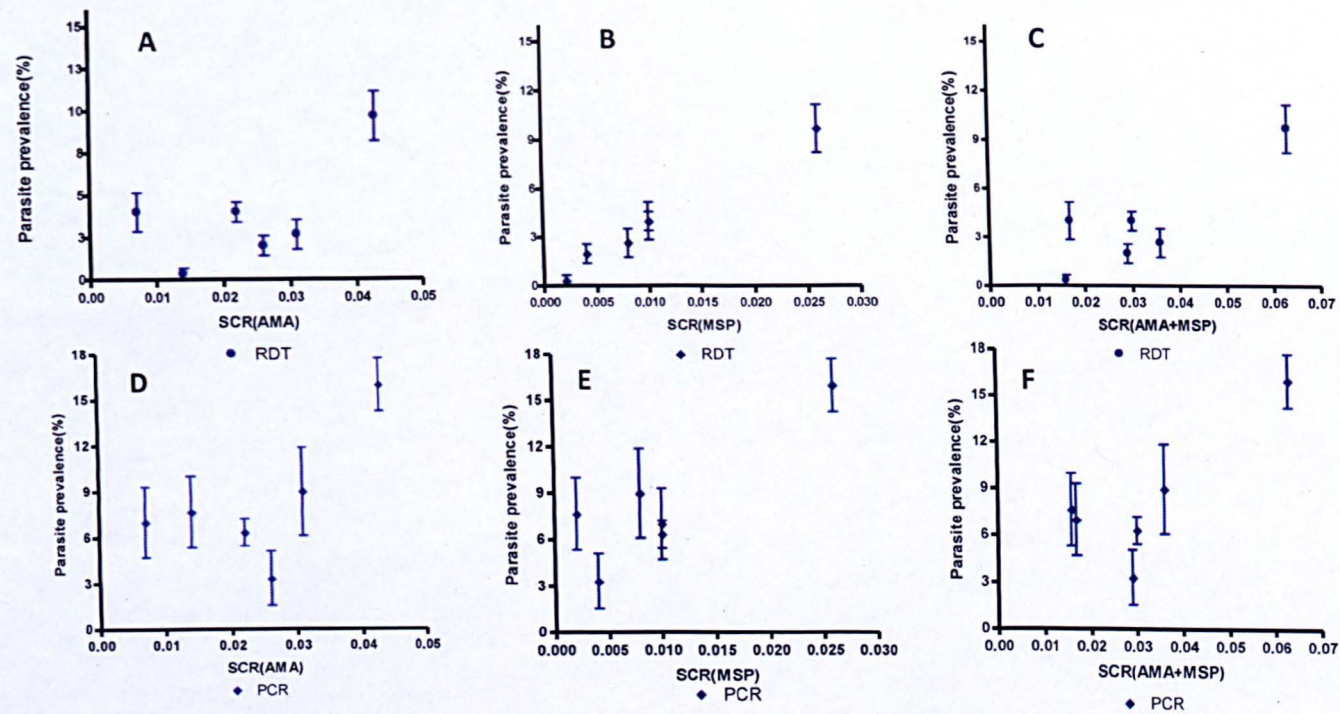 A
Parasite prevalence(%)
15
13
10
8
5
3
0
0.00 0.01 0.02 0.03 0.04 0.05
SCR(AMA)
RDT
B
Parasite prevalence(%)
15
12
9
6
3
0
0.000 0.005 0.010 0.015 0.020 0.025 0.030
SCR(MSP)
RDT
C
Parasite prevalence(%)
15
12
9
6
3
0
0.00 0.01 0.02 0.03 0.04 0.05 0.06 0.07
SCR(AMA+MSP)
RDT
D
Parasite prevalence(%)
18
15
12
9
6
3
0
0.00 0.01 0.02 0.03 0.04 0.05
SCR(AMA)
PCR
E
Parasite prevalence(%)
18
15
12
9
6
3
0
0.000 0.005 0.010 0.015 0.020 0.025 0.030
SCR(MSP)
PCR
F
Parasite prevalence(%)
18
15
12
9
6
3
0
0.00 0.01 0.02 0.03 0.04 0.05 0.06 0.07
SCR(AMA+MSP)
PCR